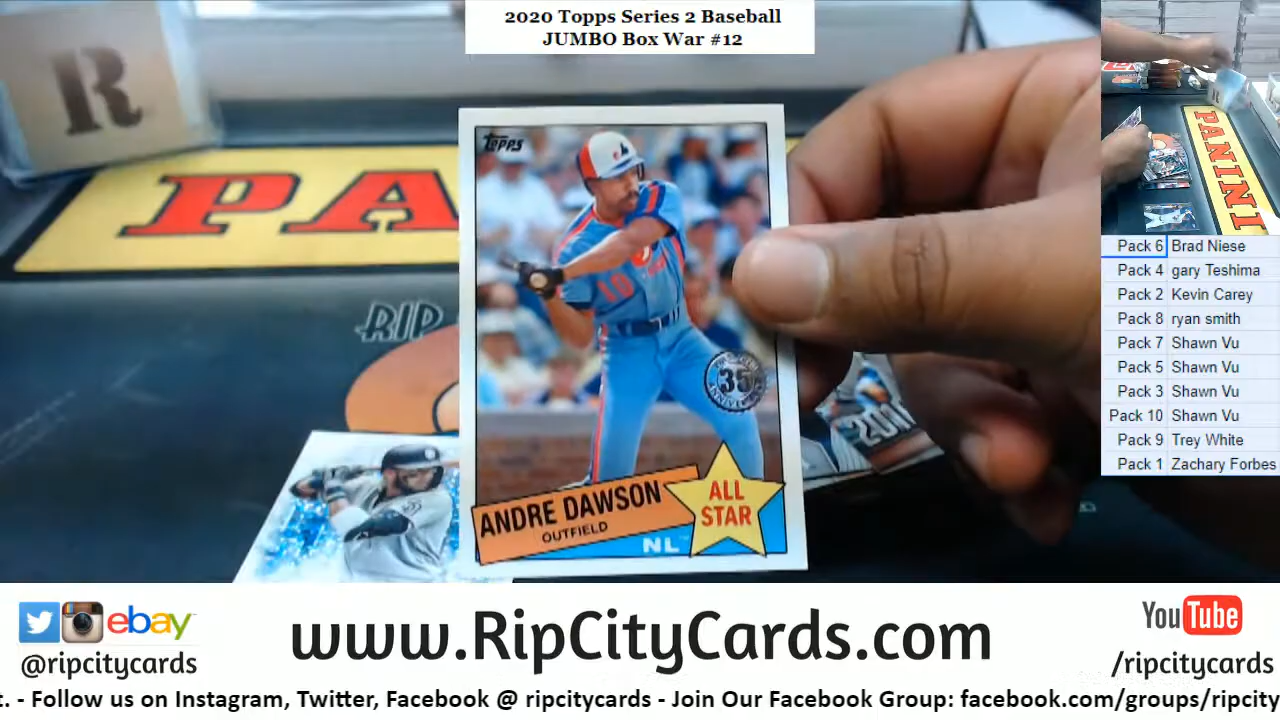 2020 Topps Series 2 Baseball
JUMBO Box War #12
R
PA
RIP
Topps
10
35
ANDRE DAWSON
OUTFIELD
NL
ALL
STAR
PANINI
Pack 6 Brad Niese
Pack 4 gary Teshima
Pack 2 Kevin Carey
Pack 8 ryan smith
Pack 7 Shawn Vu
Pack 5 Shawn Vu
Pack 3 Shawn Vu
Pack 10 Shawn Vu
Pack 9 Trey White
Pack 1 Zachary Forbes
ebay
@ripcitycards
www.RipCityCards.com
YouTube
/ripcitycards
t. - Follow us on Instagram, Twitter, Facebook @ ripcitycards - Join Our Facebook Group: facebook.com/groups/ripcity